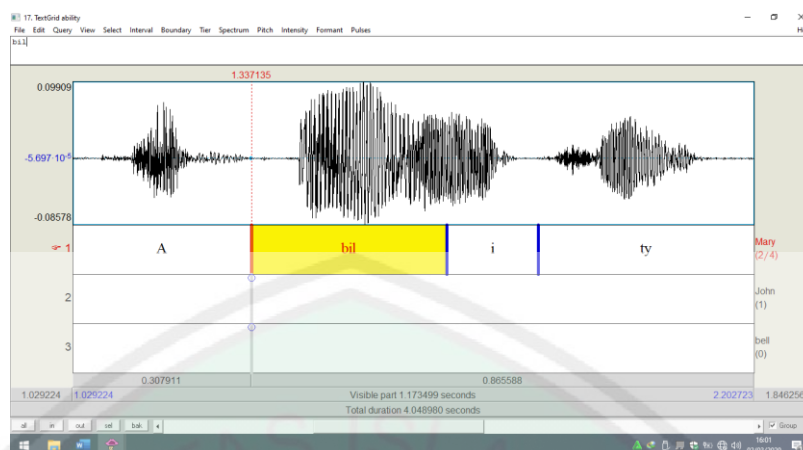 17. TextGrid ability
File Edit Query View Select Interval Boundary Tier Spectrum Pitch Intensity Formant Pulses
bil
1.337135
0.09909
-5.697·10⁻⁶
-0.08578
1 A bil i ty Mary (2/4)
2 John (1)
3 bell (0)
0.307911 0.865588
1.029224 1.029224 Visible part 1.173499 seconds 2.202723 1.846256
Total duration 4.048980 seconds
all in out sel bak Group
16:01